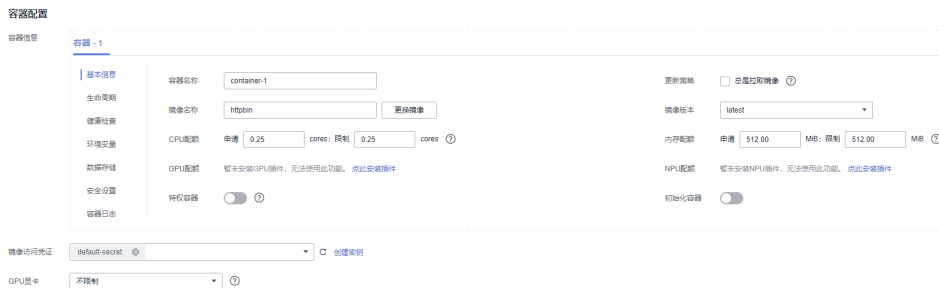 容器配置
容器信息
容器 - 1
基本信息
生命周期
健康检查
环境变量
数据存储
安全设置
容器日志
容器名称 container-1 更新策略 总是拉取镜像 ?
镜像名称 httpbin 更换镜像 镜像版本 latest
CPU配额 申请 0.25 cores; 限制 0.25 cores ? 内存配额 申请 512.00 MiB; 限制 512.00 MiB ?
GPU配额 暂未安装GPU插件，无法使用此功能。 点此安装插件 NPU配额 暂未安装NPU插件，无法使用此功能。 点此安装插件
特权容器 ? 初始化容器
镜像访问凭证 default-secret 创建密钥
GPU显卡 不限制 ?